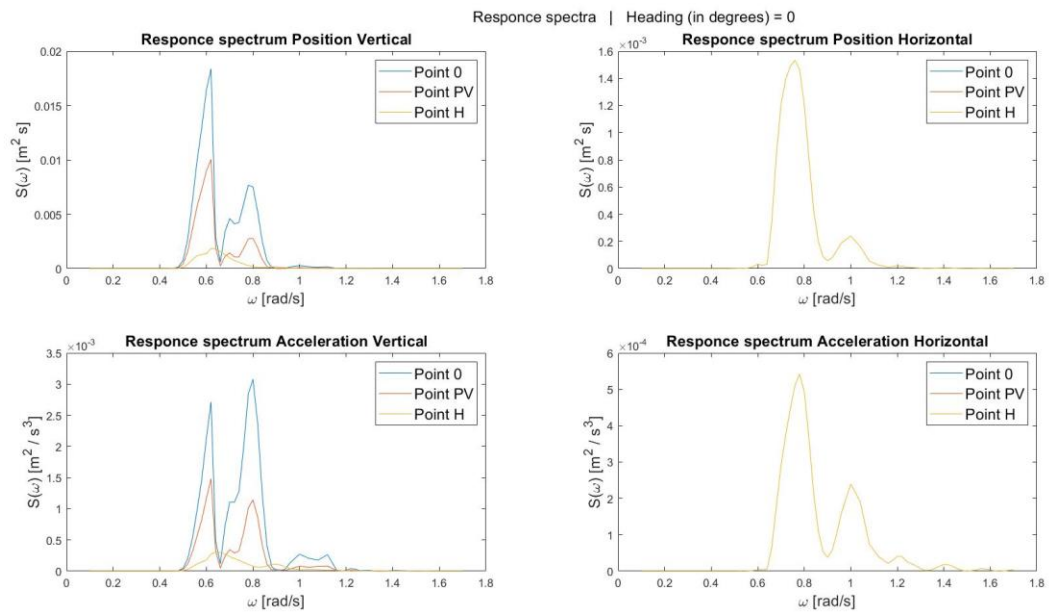 Responce spectra | Heading (in degrees) = 0
Responce spectrum Position Vertical
0.02
0.015
0.01
0.005
0
S(ω) [m² s]
Point 0
Point PV
Point H
0 0.2 0.4 0.6 0.8 1 1.2 1.4 1.6 1.8
ω [rad/s]
Responce spectrum Position Horizontal
×10⁻³
1.6
1.4
1.2
1
0.8
0.6
0.4
0.2
0
S(ω) [m² s]
Point 0
Point PV
Point H
0 0.2 0.4 0.6 0.8 1 1.2 1.4 1.6 1.8
ω [rad/s]
Responce spectrum Acceleration Vertical
×10⁻³
3.5
3
2.5
2
1.5
1
0.5
0
S(ω) [m² / s³]
Point 0
Point PV
Point H
0 0.2 0.4 0.6 0.8 1 1.2 1.4 1.6 1.8
ω [rad/s]
Responce spectrum Acceleration Horizontal
×10⁻⁴
6
5
4
3
2
1
0
S(ω) [m² / s³]
Point 0
Point PV
Point H
0 0.2 0.4 0.6 0.8 1 1.2 1.4 1.6 1.8
ω [rad/s]